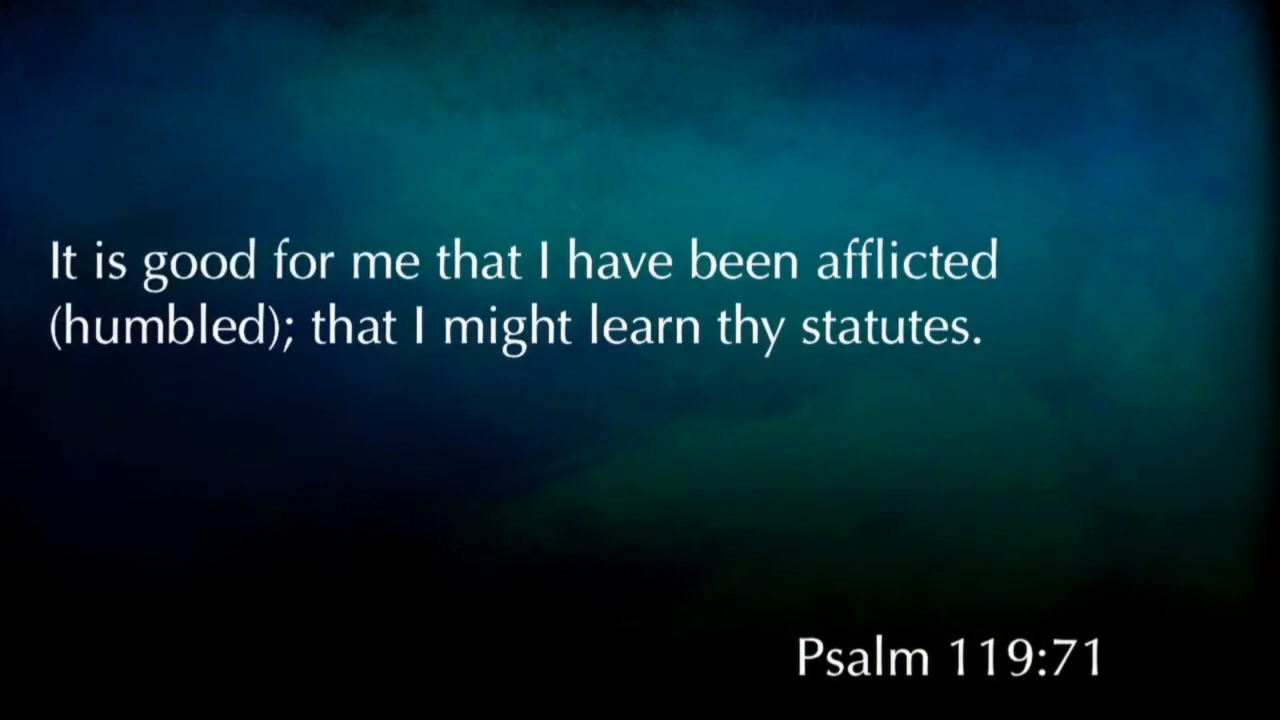 It is good for me that I have been afflicted
(humbled); that I might learn thy statutes.
Psalm 119:71